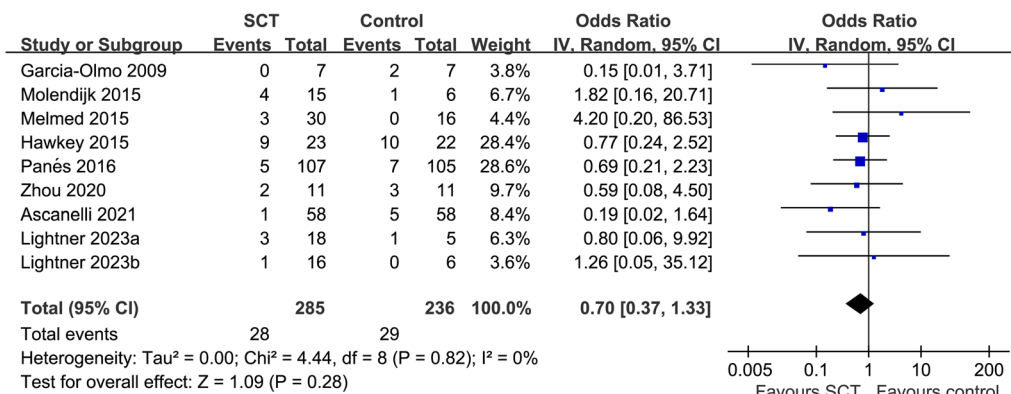 SCT Control Odds Ratio Odds Ratio
Study or Subgroup Events Total Events Total Weight IV, Random, 95% CI IV, Random, 95% CI
Garcia-Olmo 2009 0 7 2 7 3.8% 0.15 [0.01, 3.71]
Molendijk 2015 4 15 1 6 6.7% 1.82 [0.16, 20.71]
Melmed 2015 3 30 0 16 4.4% 4.20 [0.20, 86.53]
Hawkey 2015 9 23 10 22 28.4% 0.77 [0.24, 2.52]
Panés 2016 5 107 7 105 28.6% 0.69 [0.21, 2.23]
Zhou 2020 2 11 3 11 9.7% 0.59 [0.08, 4.50]
Ascanelli 2021 1 58 5 58 8.4% 0.19 [0.02, 1.64]
Lightner 2023a 3 18 1 5 6.3% 0.80 [0.06, 9.92]
Lightner 2023b 1 16 0 6 3.6% 1.26 [0.05, 35.12]
Total (95% CI) 285 236 100.0% 0.70 [0.37, 1.33]
Total events 28 29
Heterogeneity: Tau² = 0.00; Chi² = 4.44, df = 8 (P = 0.82); I² = 0%
Test for overall effect: Z = 1.09 (P = 0.28)
0.005 0.1 1 10 200
Favours SCT Favours control